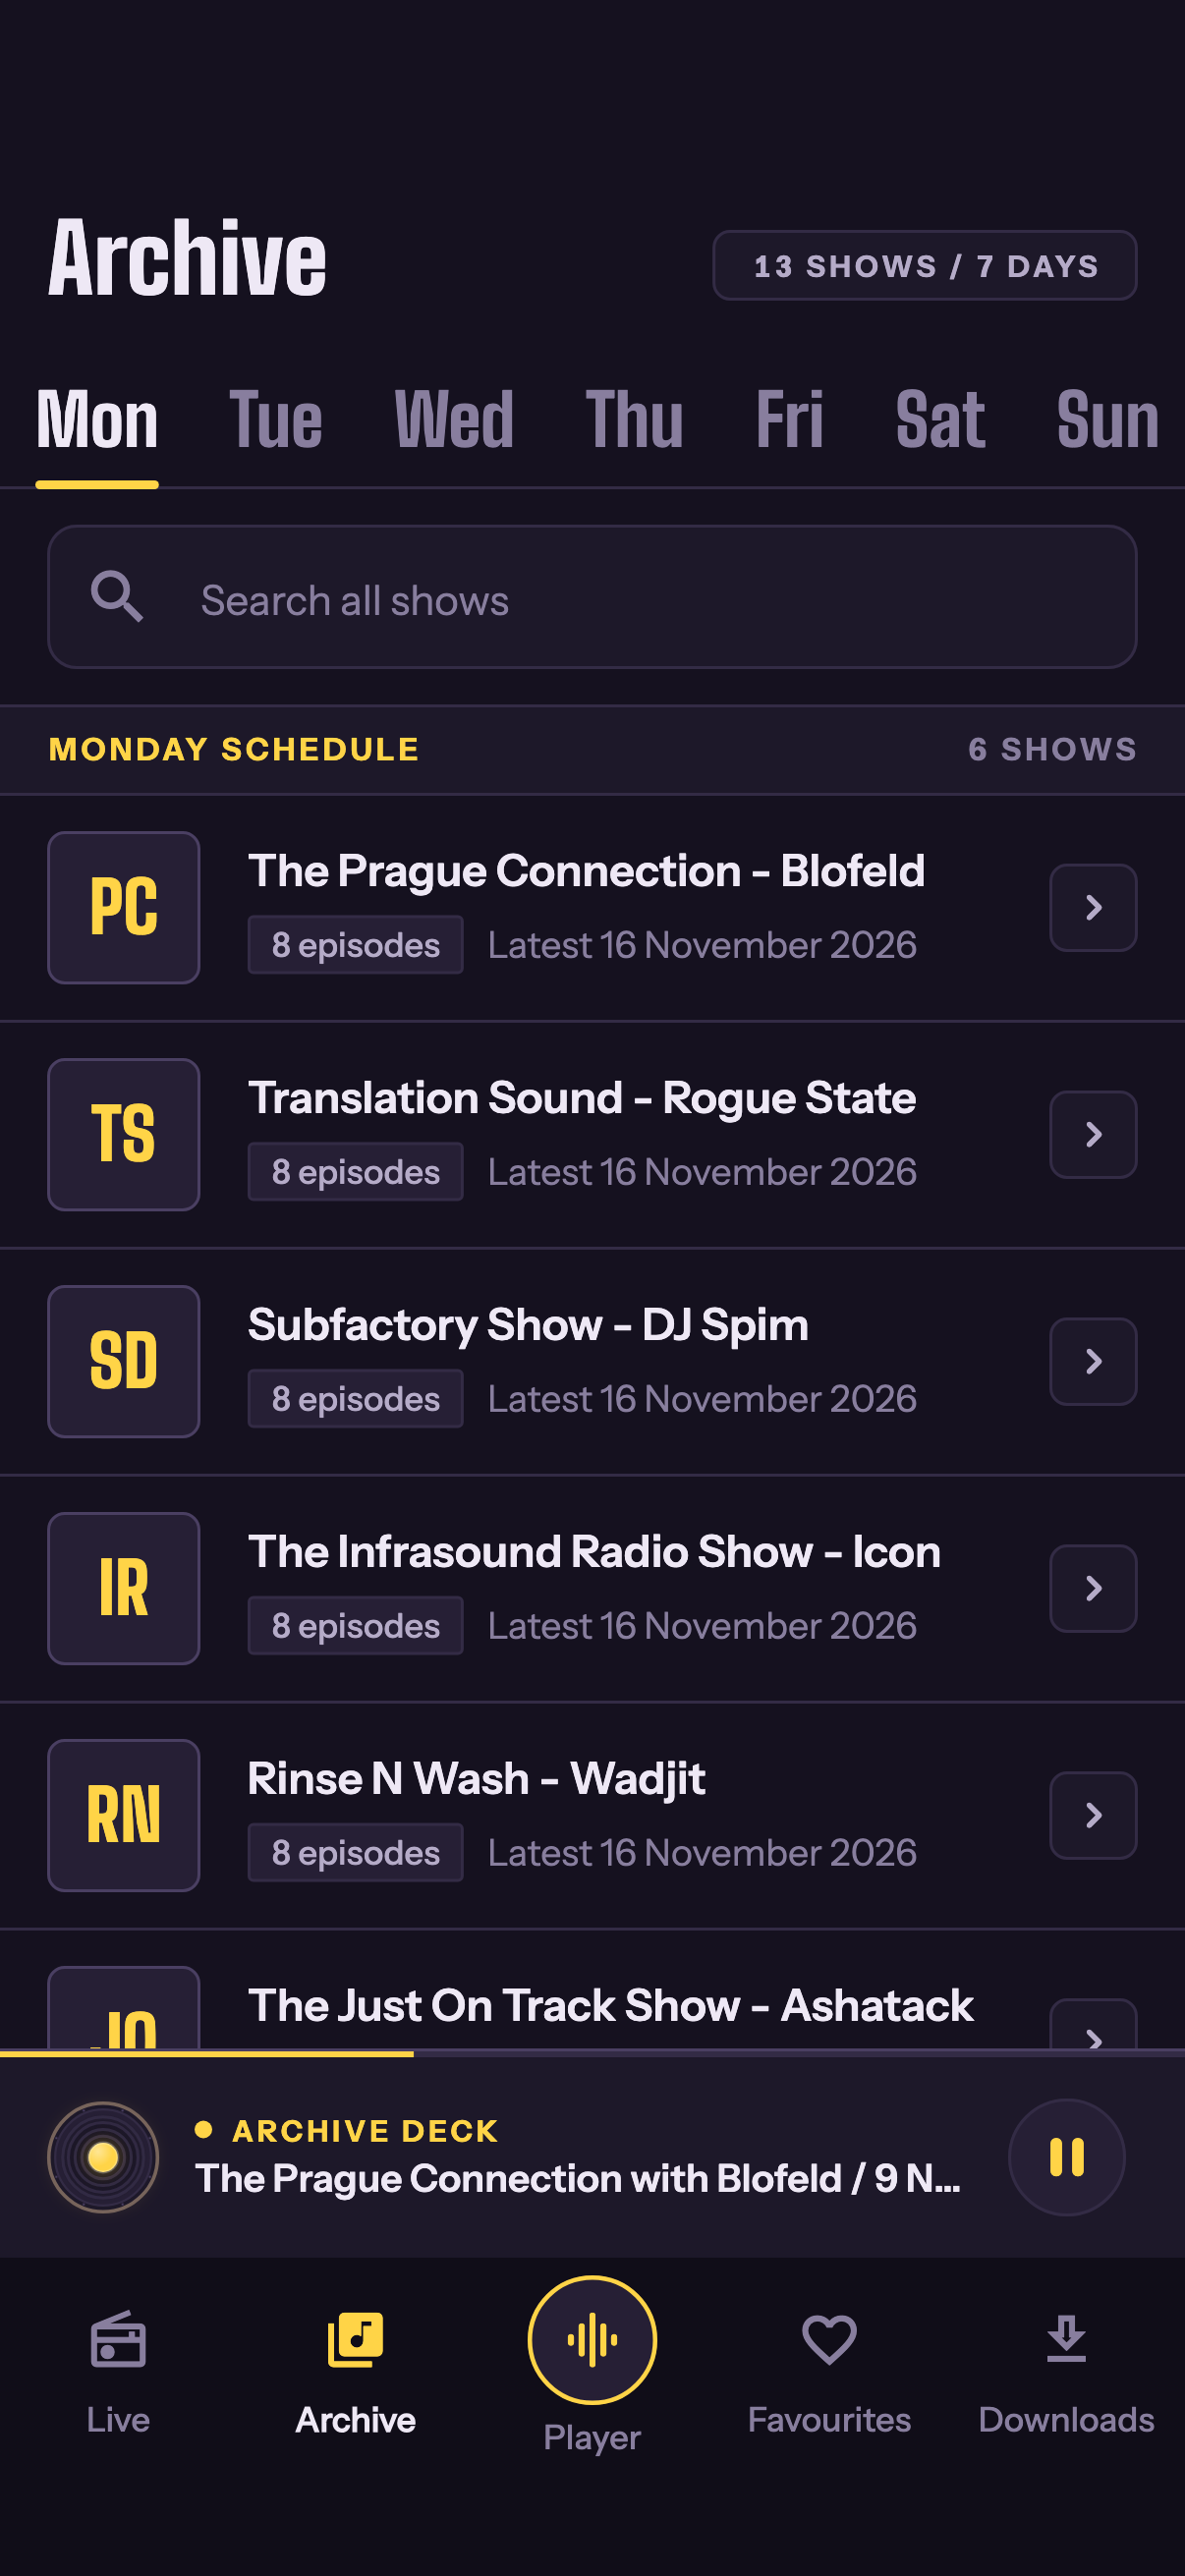 Archive
13 SHOWS / 7 DAYS
Mon Tue Wed Thu Fri Sat Sun
Search all shows
MONDAY SCHEDULE 6 SHOWS
PC
The Prague Connection - Blofeld
8 episodes Latest 16 November 2026
TS
Translation Sound - Rogue State
8 episodes Latest 16 November 2026
SD
Subfactory Show - DJ Spim
8 episodes Latest 16 November 2026
IR
The Infrasound Radio Show - Icon
8 episodes Latest 16 November 2026
RN
Rinse N Wash - Wadjit
8 episodes Latest 16 November 2026
JO
The Just On Track Show - Ashatack
ARCHIVE DECK
The Prague Connection with Blofeld / 9 N...
Live Archive Player Favourites Downloads